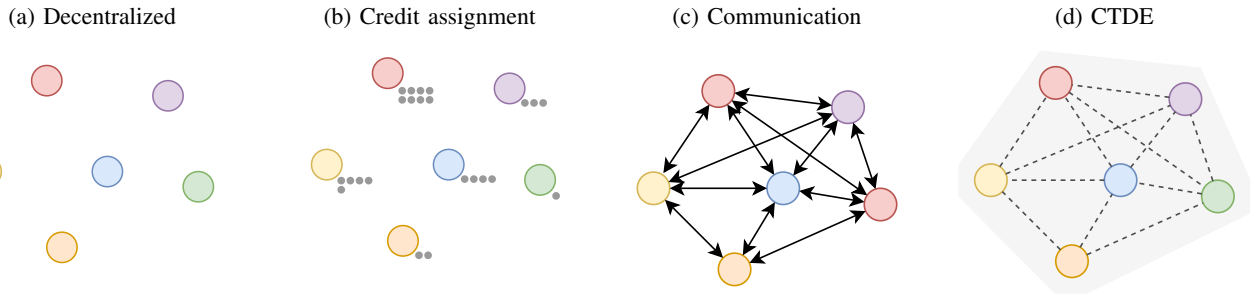 (a) Decentralized
(b) Credit assignment
(c) Communication
(d) CTDE